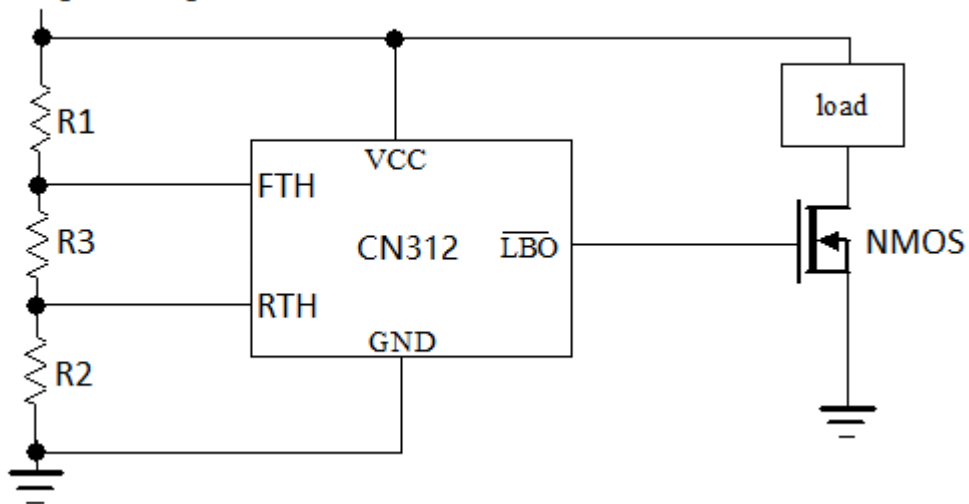 R1
load
VCC
FTH
R3
CN312
LBO
NMOS
RTH
GND
R2